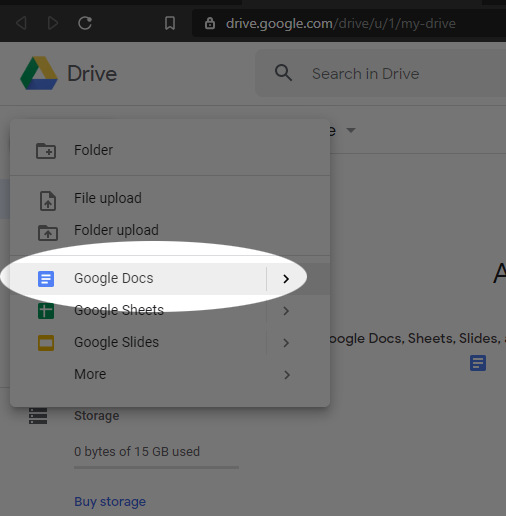 drive.google.com/drive/u/1/my-drive
Drive
Search in Drive
Folder
File upload
Folder upload
Google Docs
Google Sheets
Google Slides
More
oogle Docs, Sheets, Slides,
Storage
0 bytes of 15 GB used
Buy storage